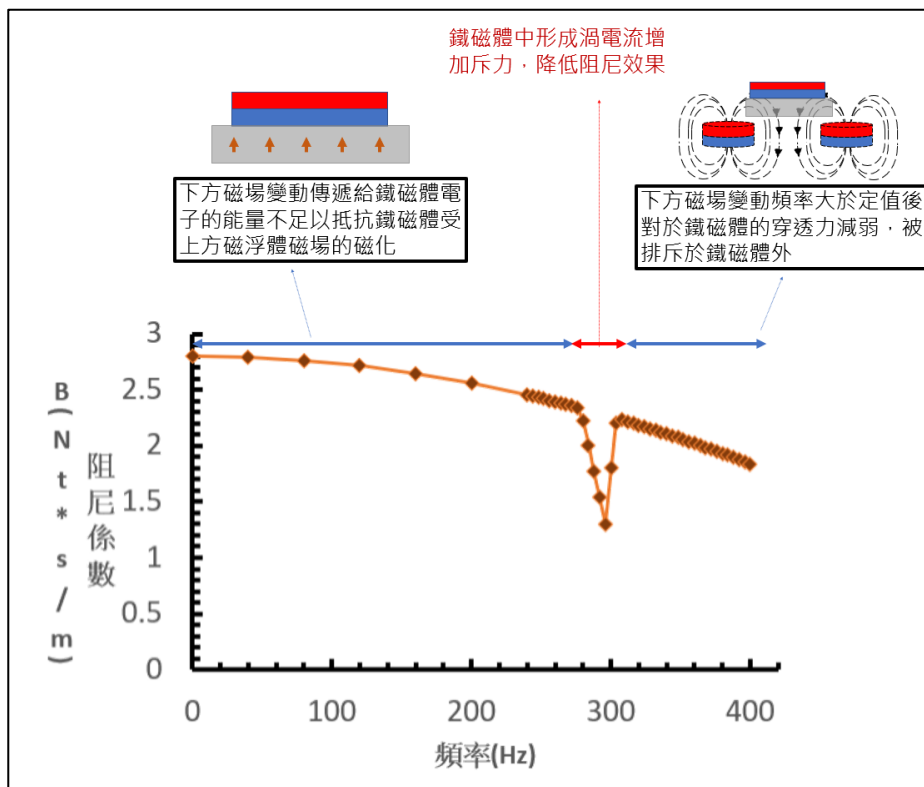 鐵磁體中形成渦電流增
加斥力，降低阻尼效果
下方磁場變動傳遞給鐵磁體電
子的能量不足以抵抗鐵磁體受
上方磁浮體磁場的磁化
下方磁場變動頻率大於定值後
對於鐵磁體的穿透力減弱，被
排斥於鐵磁體外
3
2.5
2
1.5
1
0.5
0
B(Nt*s/m)
阻尼係數
0 100 200 300 400
頻率(Hz)